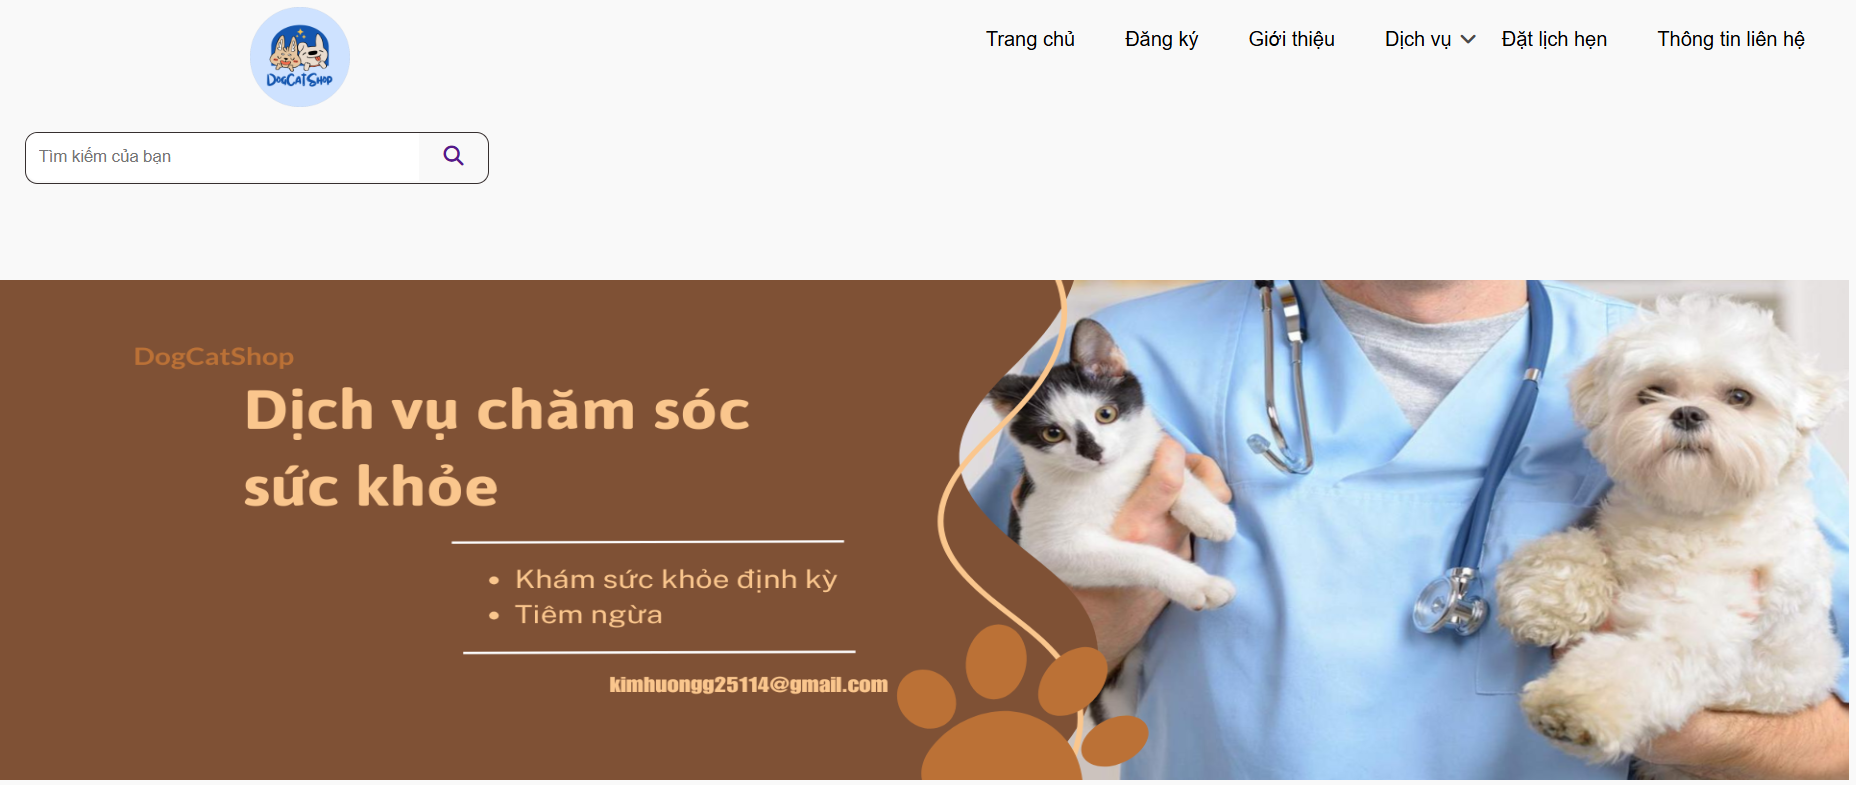 DOGCATSHOP
Trang chủ
Đăng ký
Giới thiệu
Dịch vụ
Đặt lịch hẹn
Thông tin liên hệ
Tìm kiếm của bạn
DogCatShop
Dịch vụ chăm sóc
sức khỏe
• Khám sức khỏe định kỳ
• Tiêm ngừa
kimhuongg25114@gmail.com